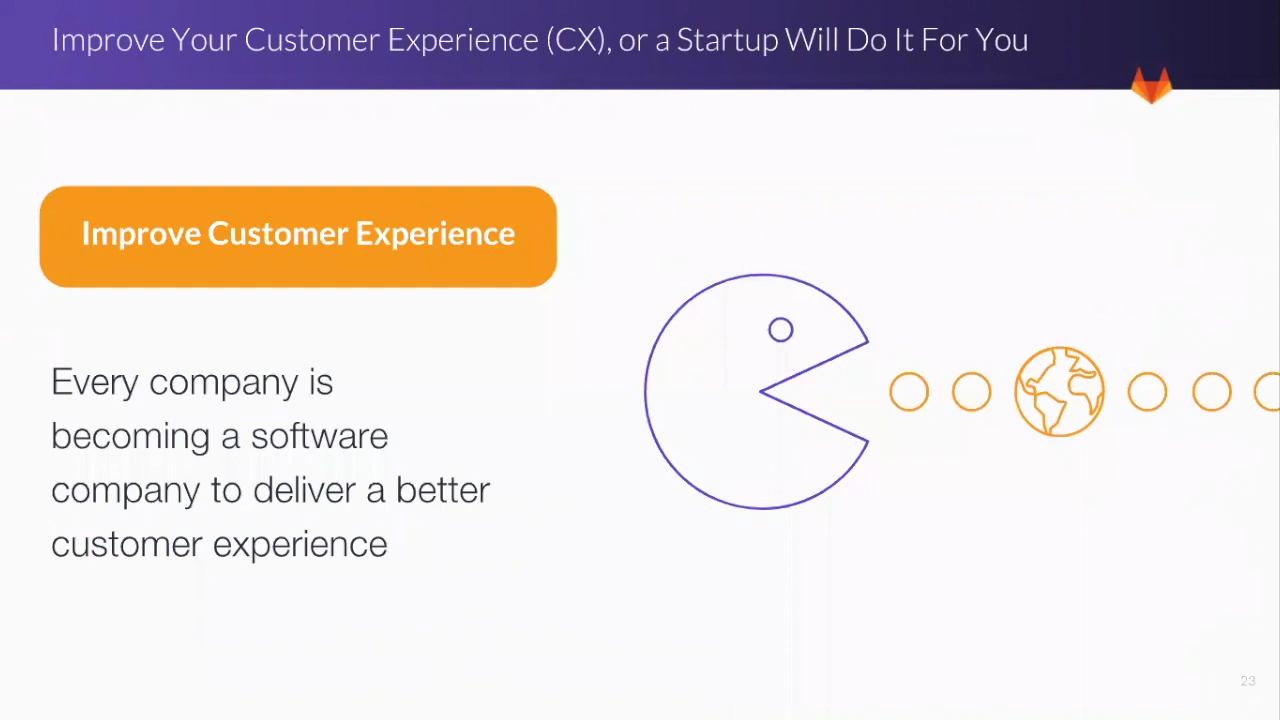 Improve Your Customer Experience (CX), or a Startup Will Do It For You
Improve Customer Experience
Every company is
becoming a software
company to deliver a better
customer experience
23